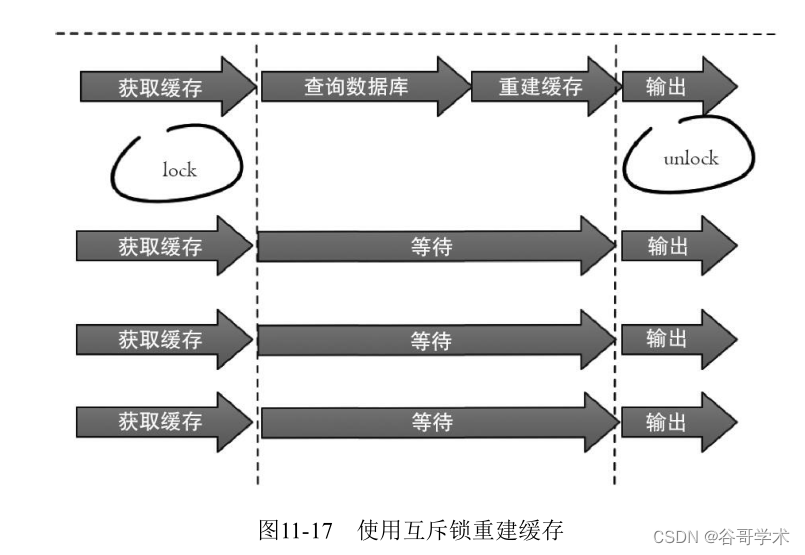 获取缓存 查询数据库 重建缓存 输出
lock unlock
获取缓存 等待 输出
获取缓存 等待 输出
获取缓存 等待 输出
图11-17 使用互斥锁重建缓存
CSDN @谷哥学术